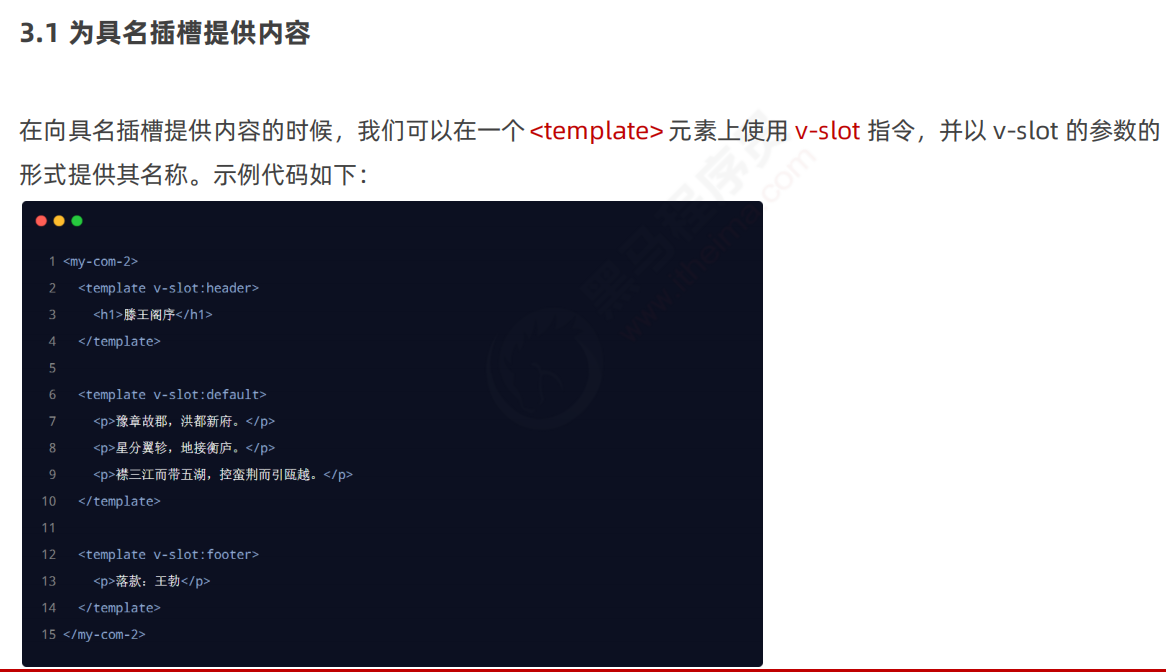 3.1 为具名插槽提供内容
在向具名插槽提供内容的时候，我们可以在一个 <template> 元素上使用 v-slot 指令，并以 v-slot 的参数的
形式提供其名称。示例代码如下：
1 <my-com-2>
2 <template v-slot:header>
3 <h1>滕王阁序</h1>
4 </template>
5
6 <template v-slot:default>
7 <p>豫章故郡，洪都新府。</p>
8 <p>星分翼轸，地接衡庐。</p>
9 <p>襟三江而带五湖，控蛮荆而引瓯越。</p>
10 </template>
11
12 <template v-slot:footer>
13 <p>落款：王勃</p>
14 </template>
15 </my-com-2>
黑马程序员